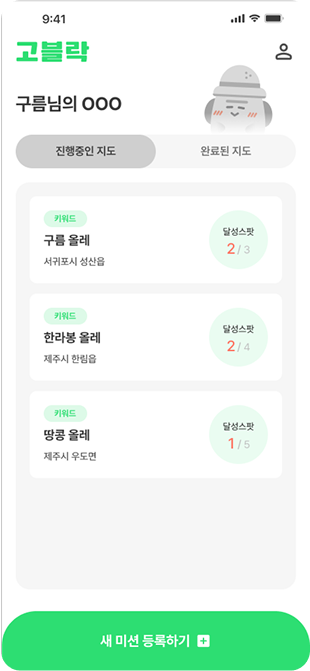 9:41
고블락
구름님의 OOO
진행중인 지도
완료된 지도
키워드
구름 올레
서귀포시 성산읍
달성스팟
2 / 3
키워드
한라봉 올레
제주시 한림읍
달성스팟
2 / 4
키워드
땅콩 올레
제주시 우도면
달성스팟
1 / 5
새 미션 등록하기